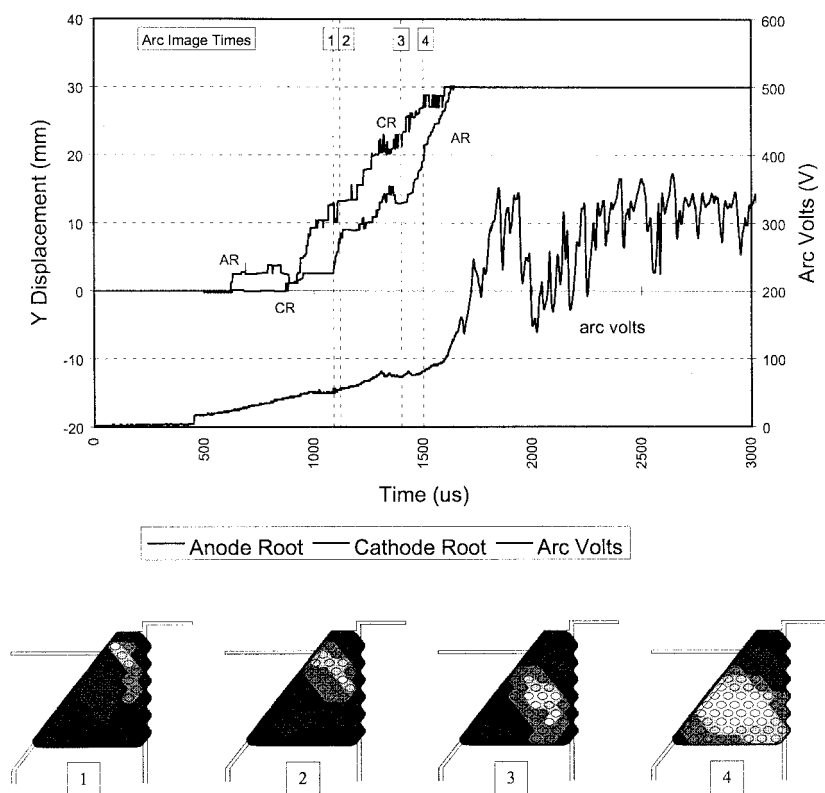 40
30
20
10
0
-10
-20
Y Displacement (mm)
Arc Image Times
1 2 3 4
CR
AR
AR
CR
arc volts
600
500
400
300
200
100
0
Arc Volts (V)
0 500 1000 1500 2000 2500 3000
Time (us)
Anode Root Cathode Root Arc Volts
1 2 3 4